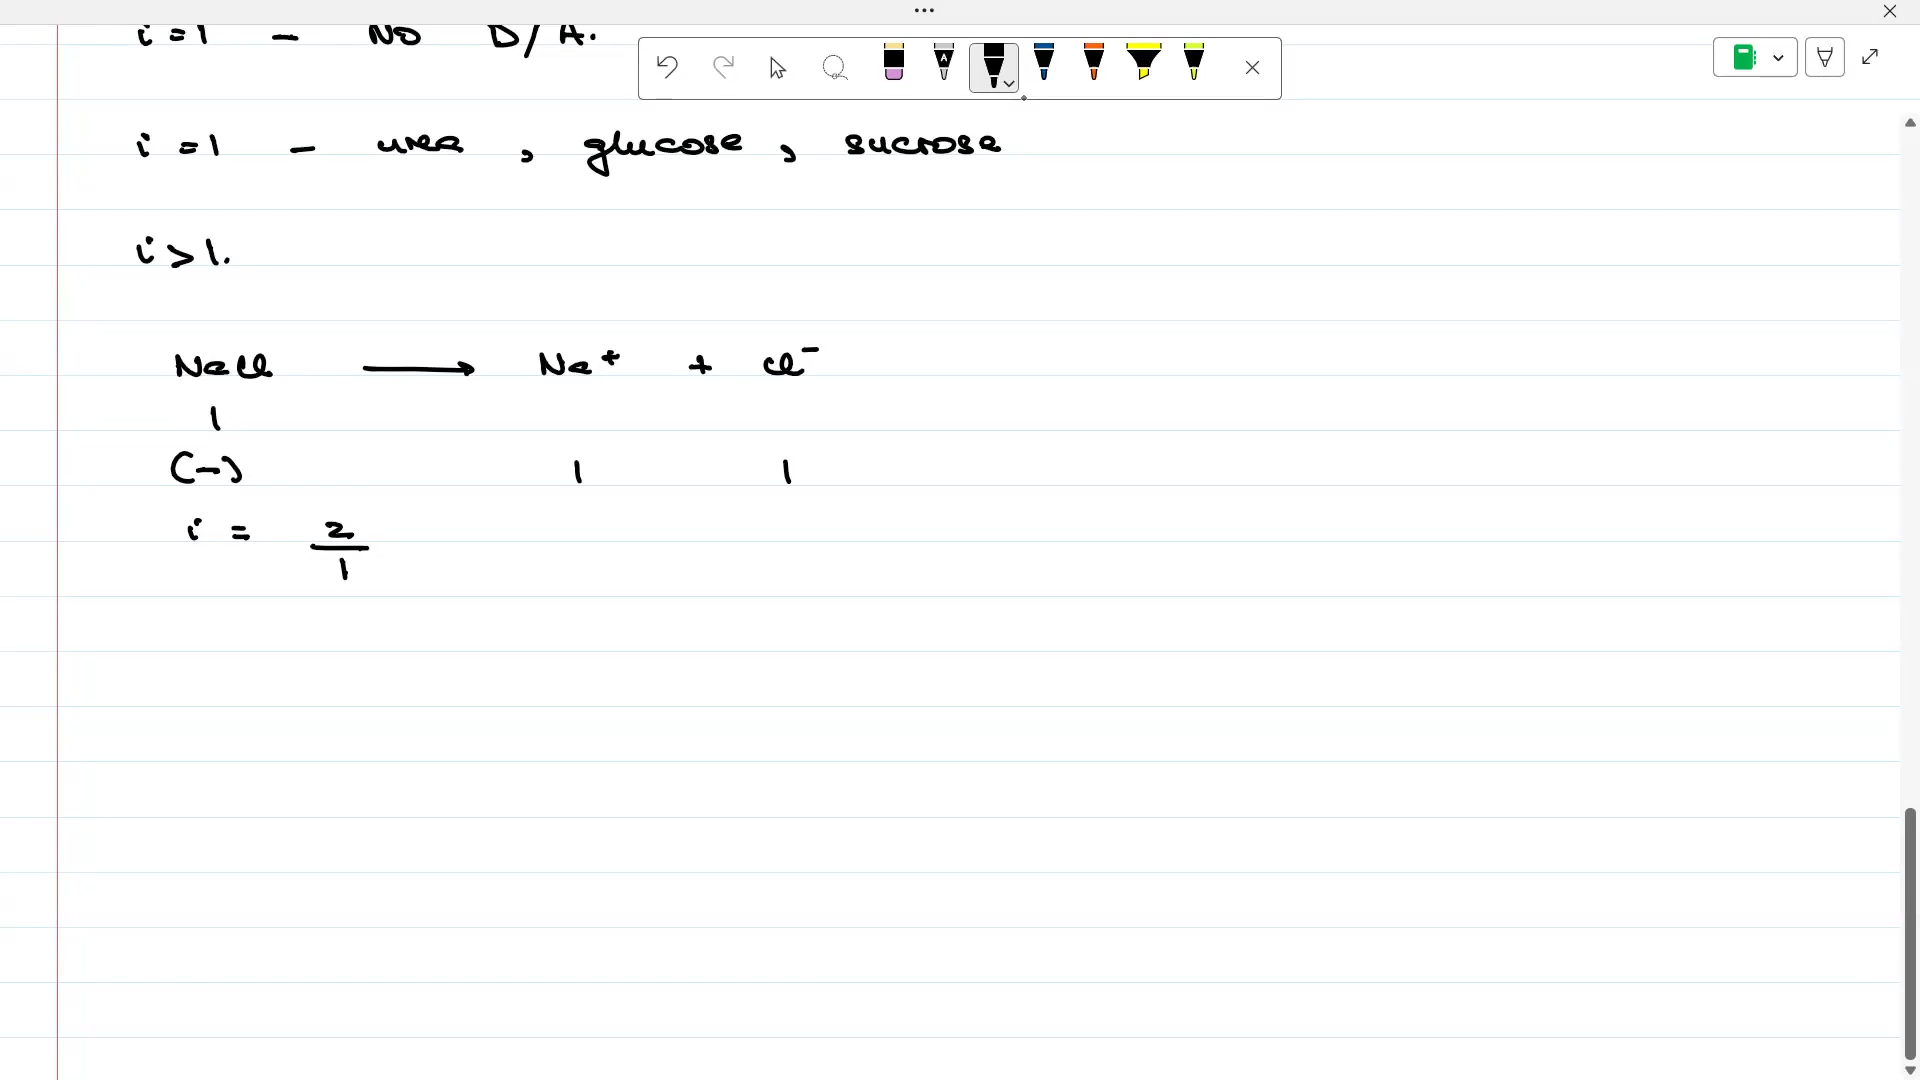 i = 1 - NO D/A.
i = 1 - urea , glucose , sucrose
i > 1.
NaCl ⟶ Na⁺ + Cl⁻
1
(-) 1 1
i = 2/1